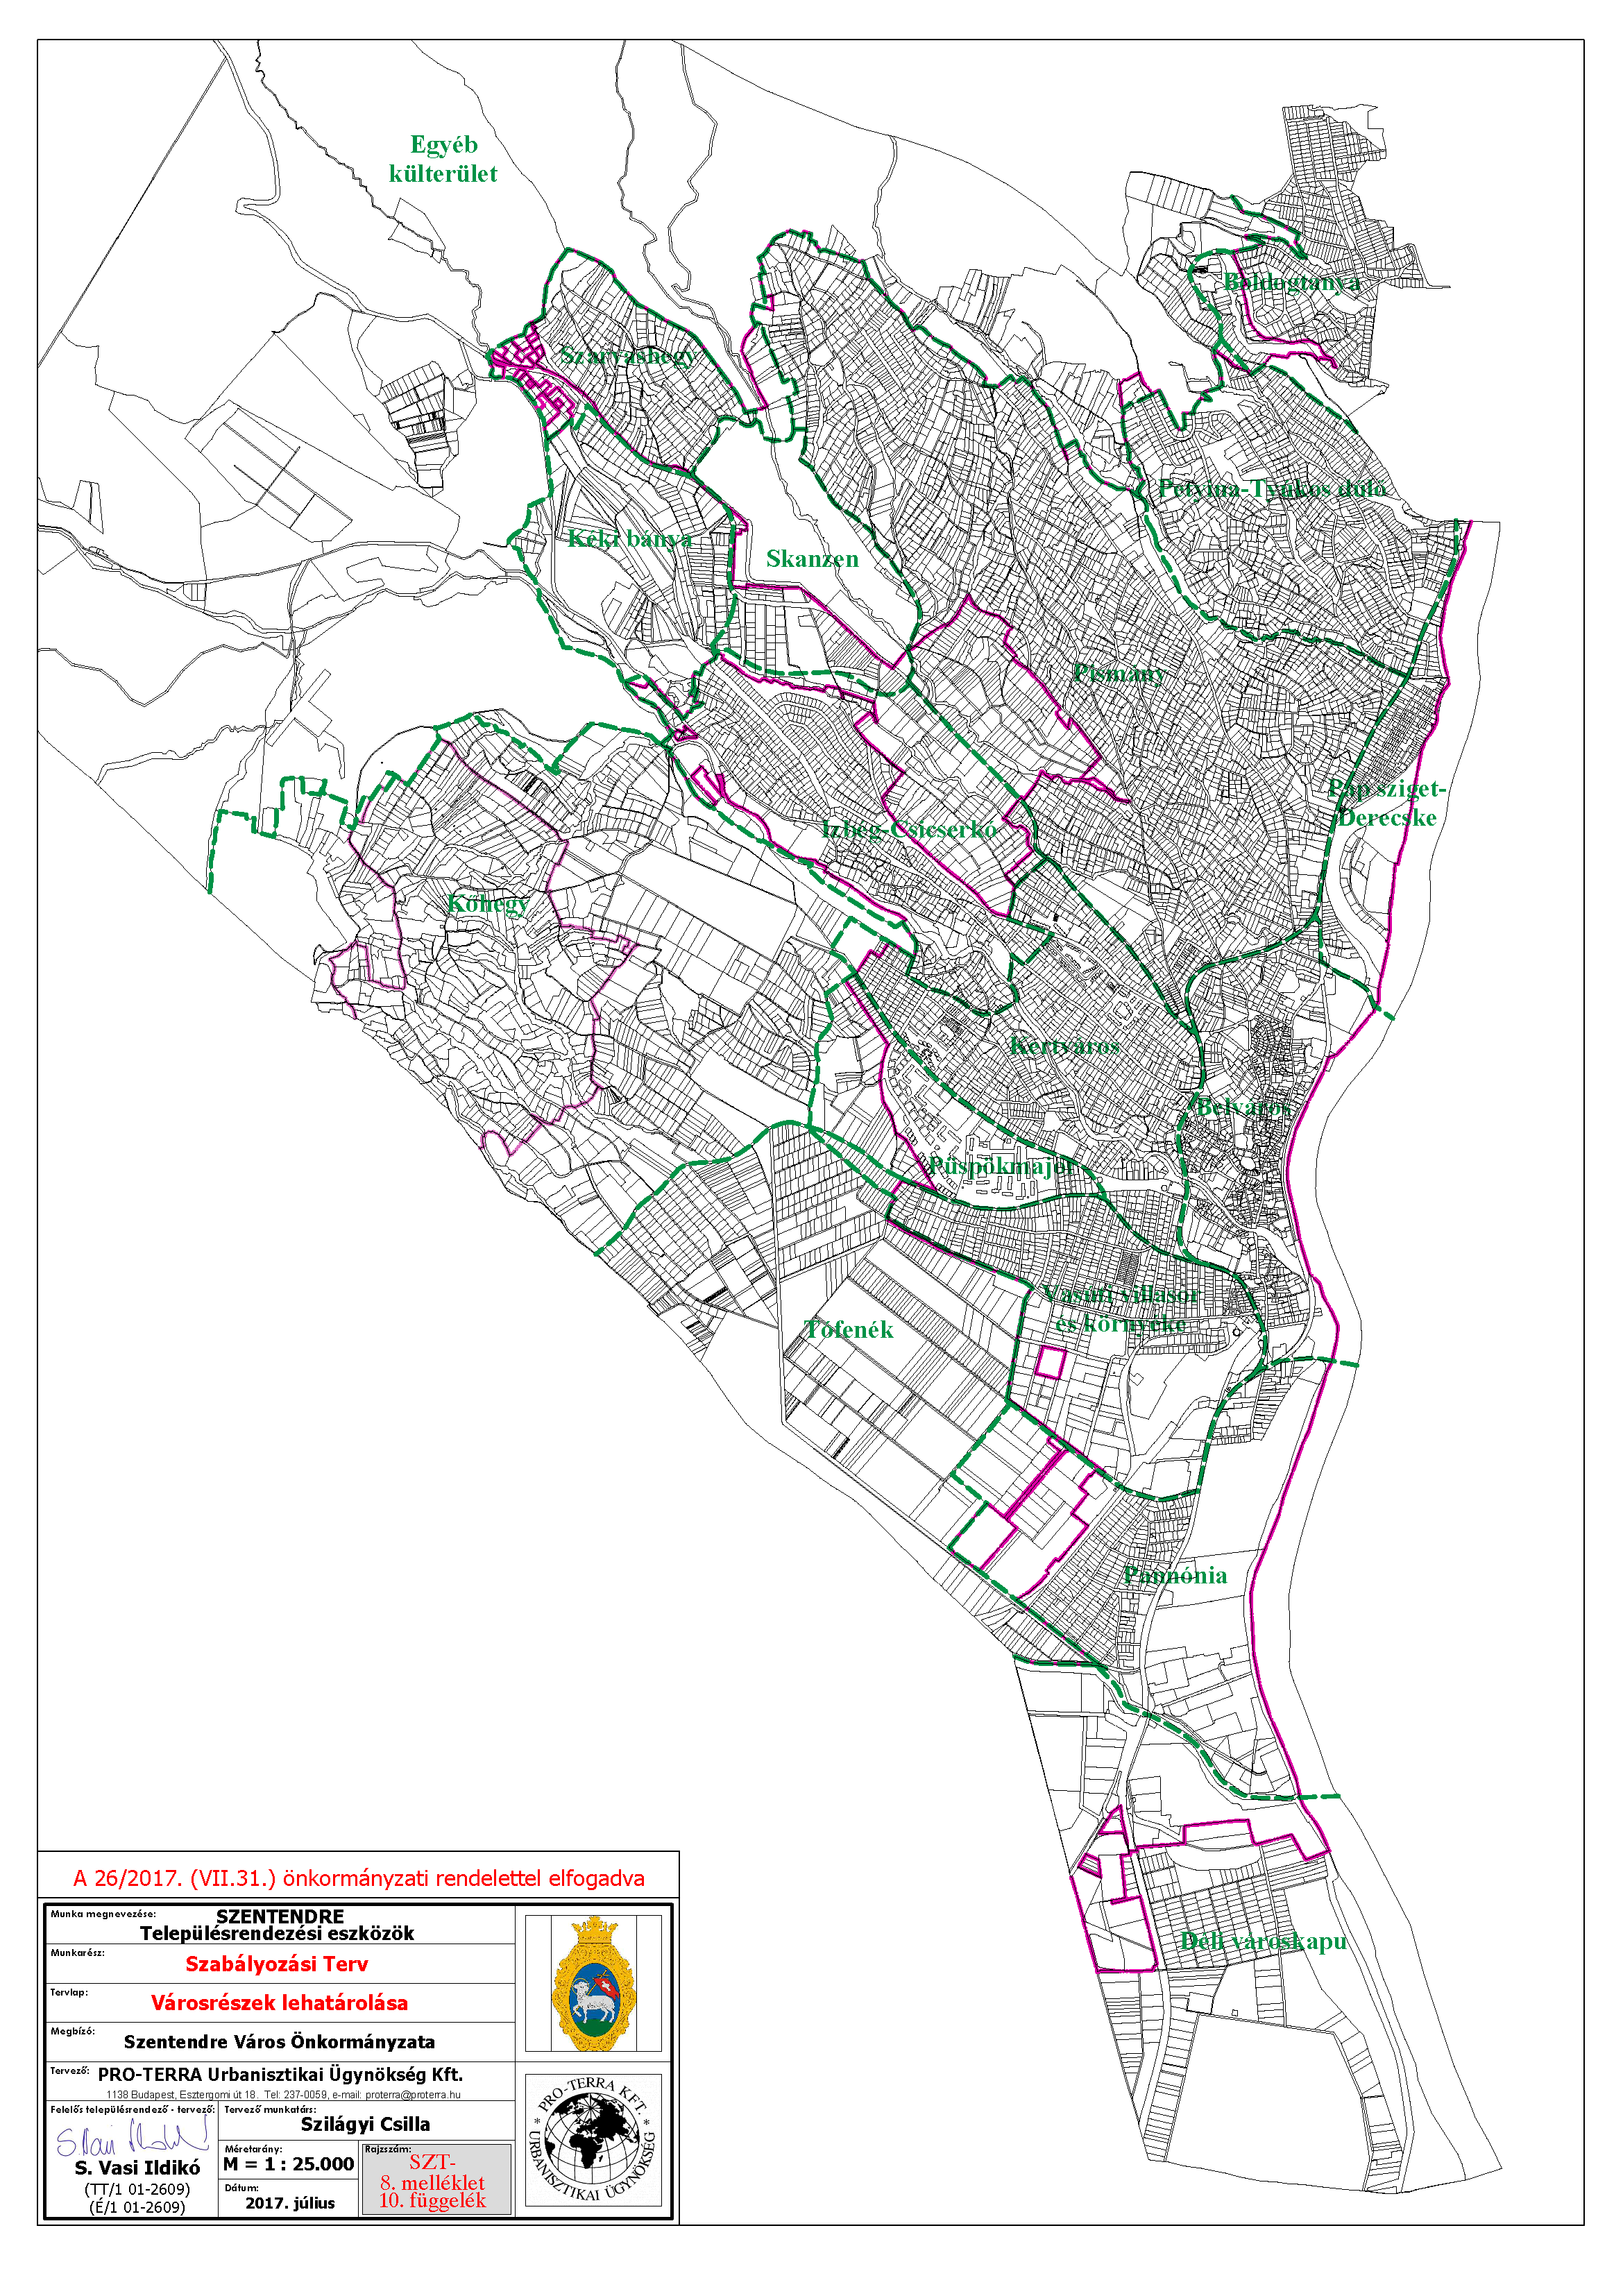 Egyéb
külterület
Boldogtanya
Szarvashegy
Petyina-Tyúkos dűlő
Kéki bánya
Skanzen
Pismány
Pap sziget-
Derecske
Izbég-Csicserkó
Kőhegy
Kertváros
Belváros
Püspökmajor
Vasúti villasor
és környéke
Tófenék
Pannónia
Déli városkapu
A 26/2017. (VII.31.) önkormányzati rendelettel elfogadva
Munka megnevezése:
SZENTENDRE
Településrendezési eszközök
Munkarész:
Szabályozási Terv
Tervlap:
Városrészek lehatárolása
Megbízó:
Szentendre Város Önkormányzata
Tervező: PRO-TERRA Urbanisztikai Ügynökség Kft.
1138 Budapest, Esztergomi út 18. Tel: 237-0059, e-mail: proterra@proterra.hu
Felelős településrendező - tervező:
S. Vasi Ildikó
(TT/1 01-2609)
(É/1 01-2609)
Tervező munkatárs:
Szilágyi Csilla
Méretarány:
M = 1 : 25.000
Dátum:
2017. július
Rajzszám:
SZT-
8. melléklet
10. függelék
* PRO-TERRA KFT. *
URBANISZTIKAI ÜGYNÖKSÉG